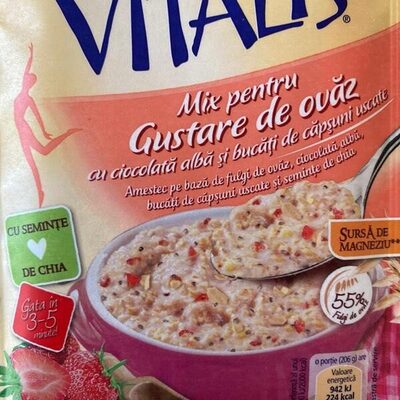 VITALIS®
Mix pentru
Gustare de ovăz
cu ciocolată albă și bucăți de căpșuni uscate
Amestec pe bază de fulgi de ovăz, ciocolată albă,
bucăți de căpșuni uscate și semințe de chia
CU SEMINȚE
DE CHIA
SURSĂ DE
MAGNEZIU**
Gata în
3-5
minute!
55%
Fulgi de ovăz
o porție (206 g) are
Valoare
energetică
942 kJ
224 kcal